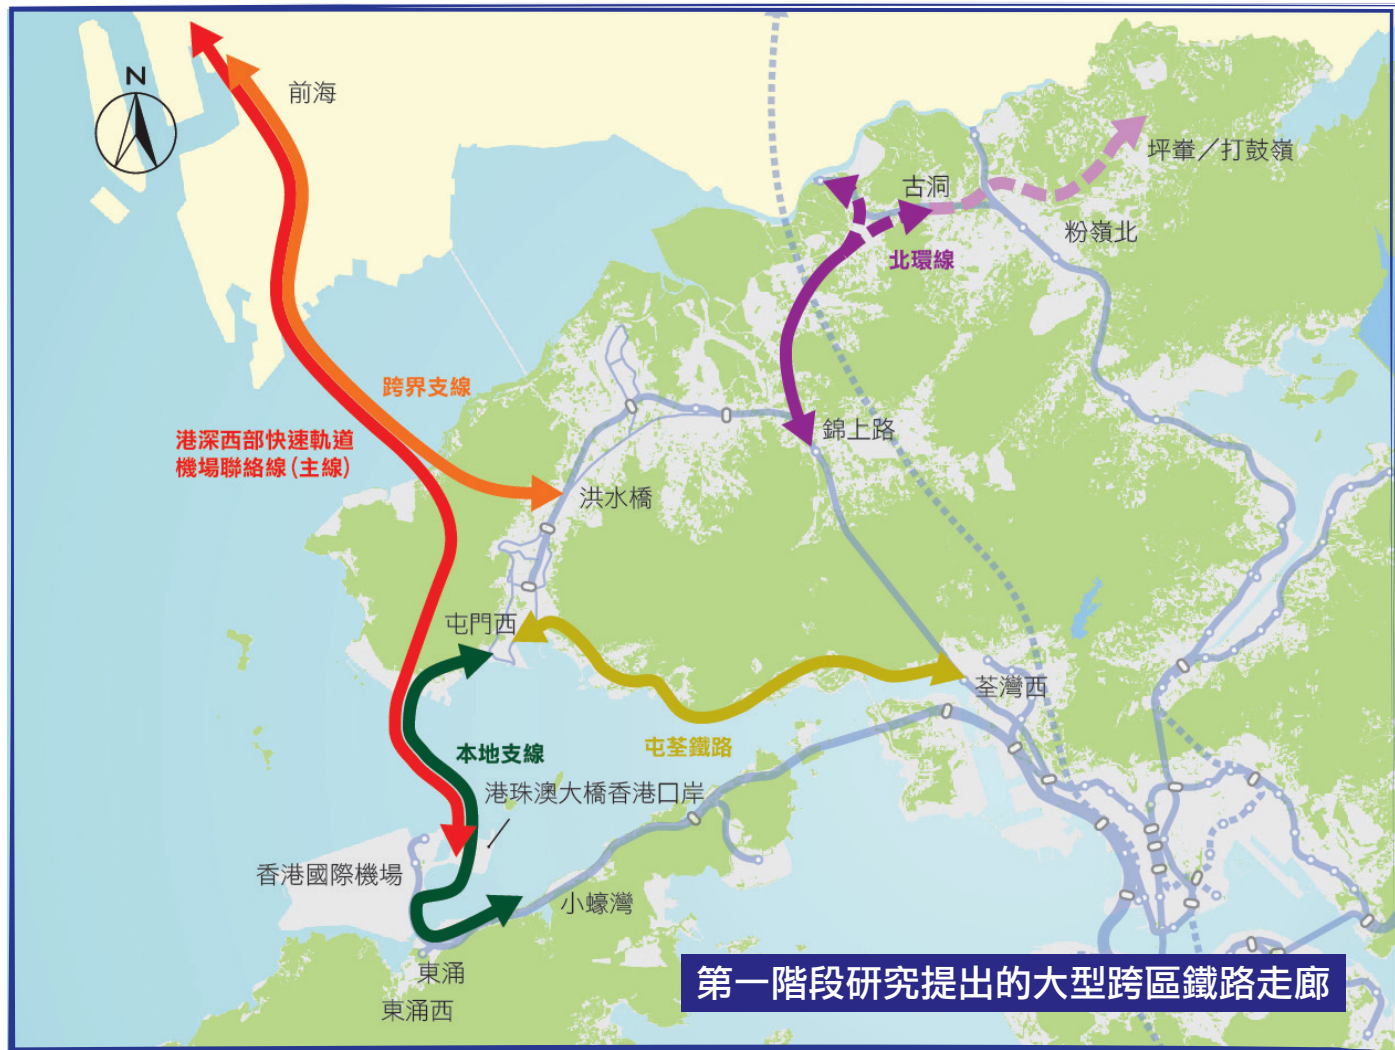 N
前海
坪輋／打鼓嶺
古洞
粉嶺北
北環線
跨界支線
港深西部快速軌道
機場聯絡線(主線)
錦上路
洪水橋
屯門西
荃灣西
屯荃鐵路
本地支線
港珠澳大橋香港口岸
香港國際機場
小蠔灣
東涌
東涌西
第一階段研究提出的大型跨區鐵路走廊